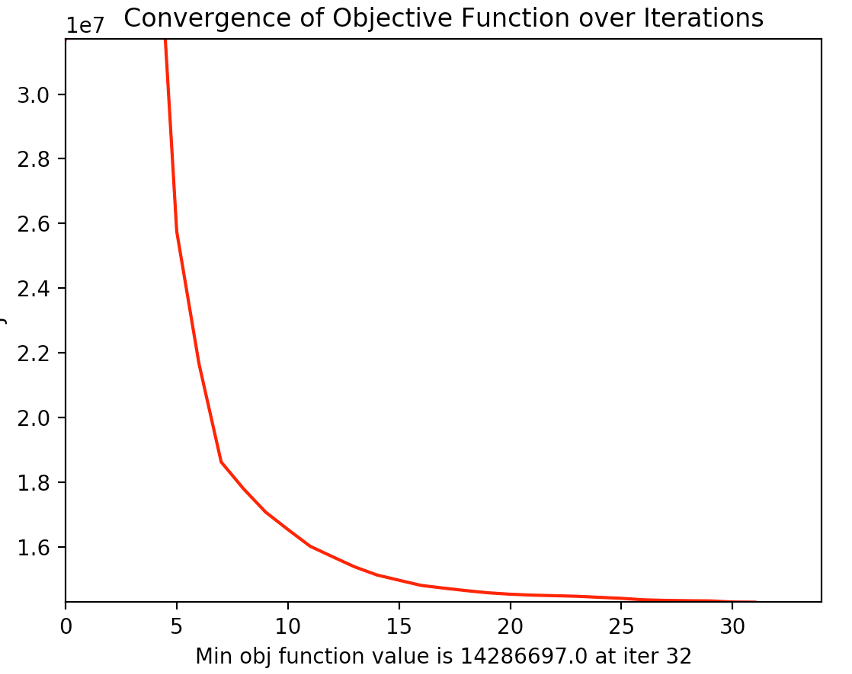 Convergence of Objective Function over Iterations
1e7
3.0
2.8
2.6
2.4
2.2
2.0
1.8
1.6
0 5 10 15 20 25 30
Min obj function value is 14286697.0 at iter 32